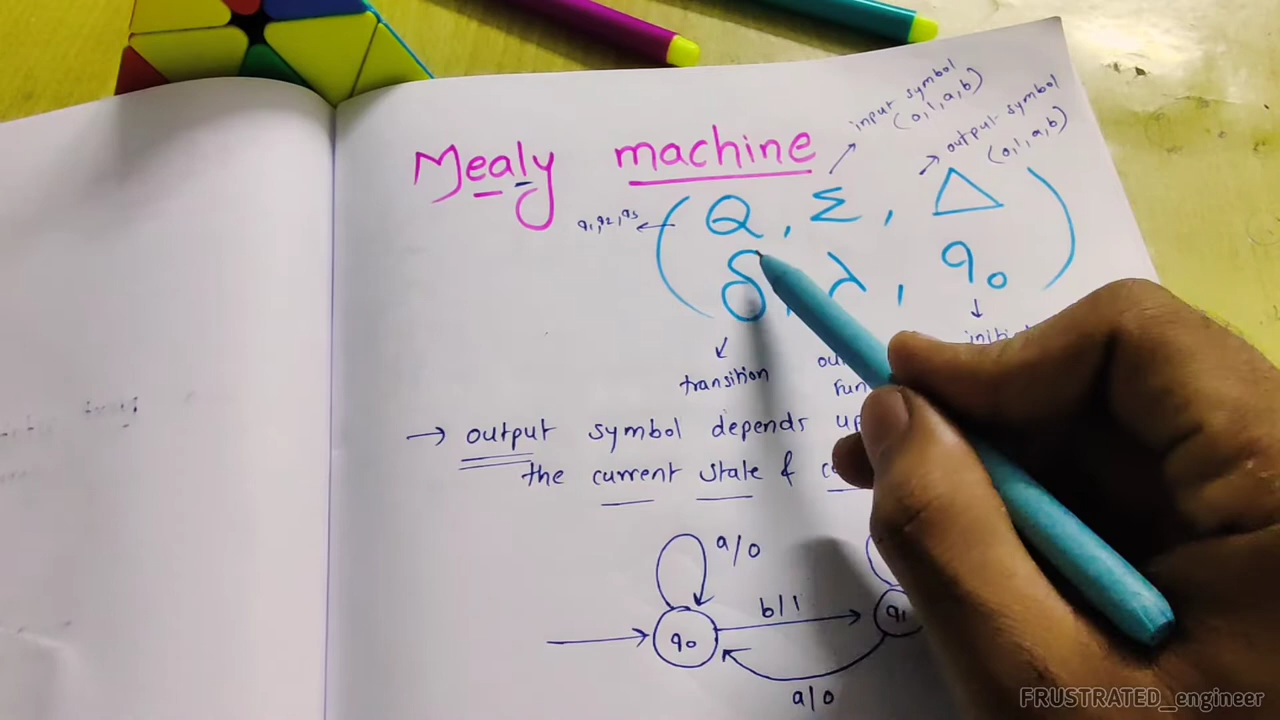 Mealy machine
input symbol
(0,1,a,b)
output symbol
(0,1,a,b)
q1,q2,q3
(Q, Σ, Δ
δ, λ, q0)
transition
→ output symbol depends
the current state &
a/0
b/1
q0
q1
a/0
FRUSTRATED_engineer